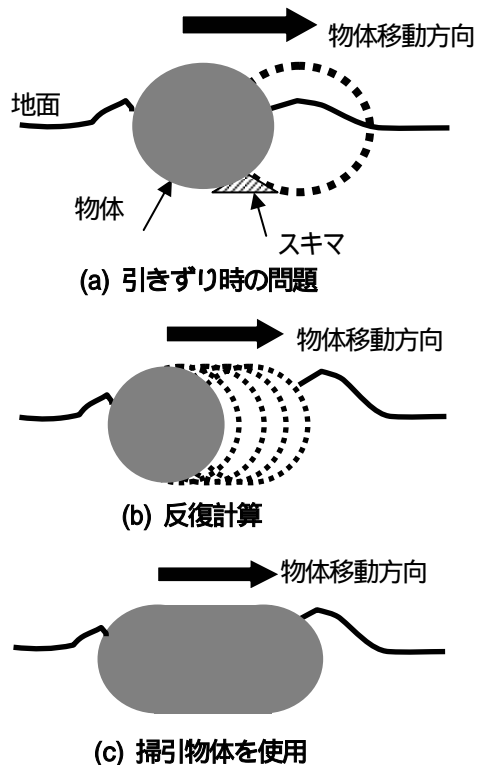 物体移動方向
地面
物体
スキマ
(a) 引きずり時の問題
物体移動方向
(b) 反復計算
物体移動方向
(c) 掃引物体を使用